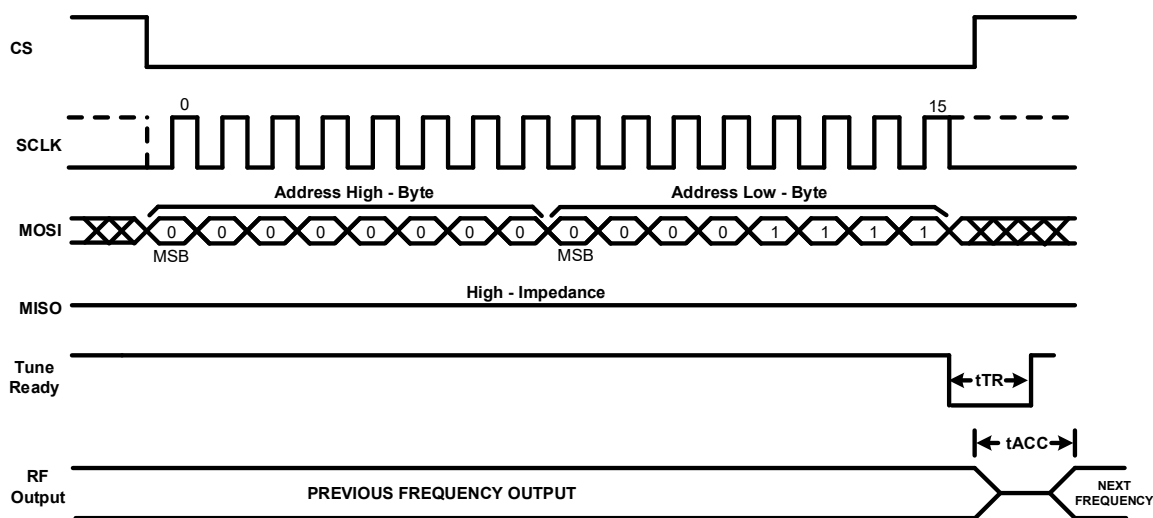 CS
0 15
SCLK
Address High - Byte Address Low - Byte
MOSI 0 0 0 0 0 0 0 0 0 0 0 0 1 1 1 1
MSB MSB
High - Impedance
MISO
Tune
Ready
tTR
tACC
RF
Output
PREVIOUS FREQUENCY OUTPUT
NEXT
FREQUENCY